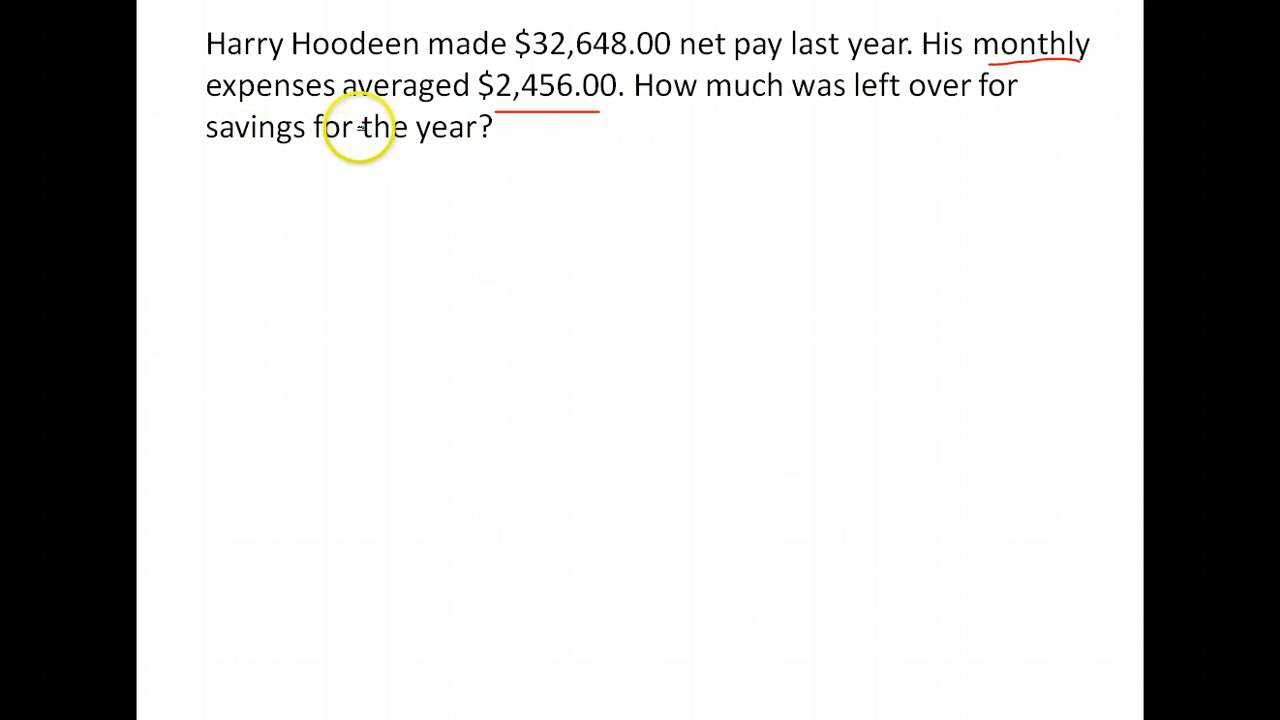 Harry Hoodeen made $32,648.00 net pay last year. His monthly
expenses averaged $2,456.00. How much was left over for
savings for the year?